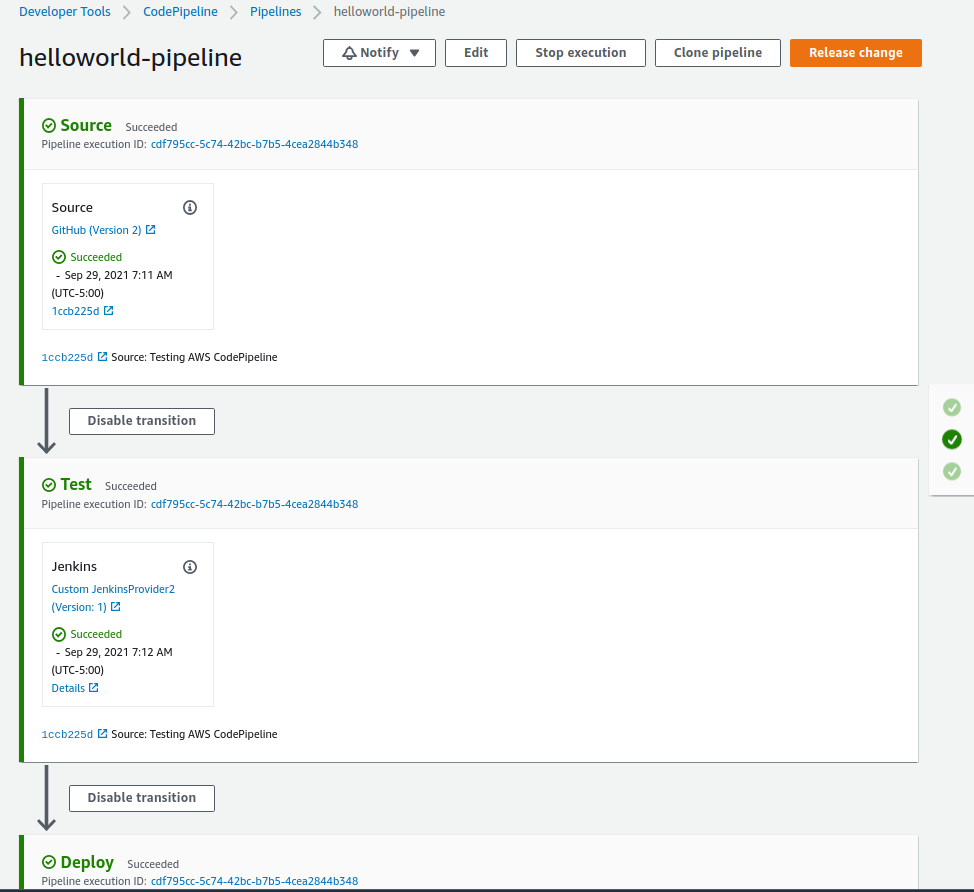 Developer Tools > CodePipeline > Pipelines > helloworld-pipeline
helloworld-pipeline
Notify
Edit
Stop execution
Clone pipeline
Release change
Source Succeeded
Pipeline execution ID: cdf795cc-5c74-42bc-b7b5-4cea2844b348
Source
GitHub (Version 2)
Succeeded
- Sep 29, 2021 7:11 AM
(UTC-5:00)
1ccb225d
1ccb225d Source: Testing AWS CodePipeline
Disable transition
Test Succeeded
Pipeline execution ID: cdf795cc-5c74-42bc-b7b5-4cea2844b348
Jenkins
Custom JenkinsProvider2
(Version: 1)
Succeeded
- Sep 29, 2021 7:12 AM
(UTC-5:00)
Details
1ccb225d Source: Testing AWS CodePipeline
Disable transition
Deploy Succeeded
Pipeline execution ID: cdf795cc-5c74-42bc-b7b5-4cea2844b348